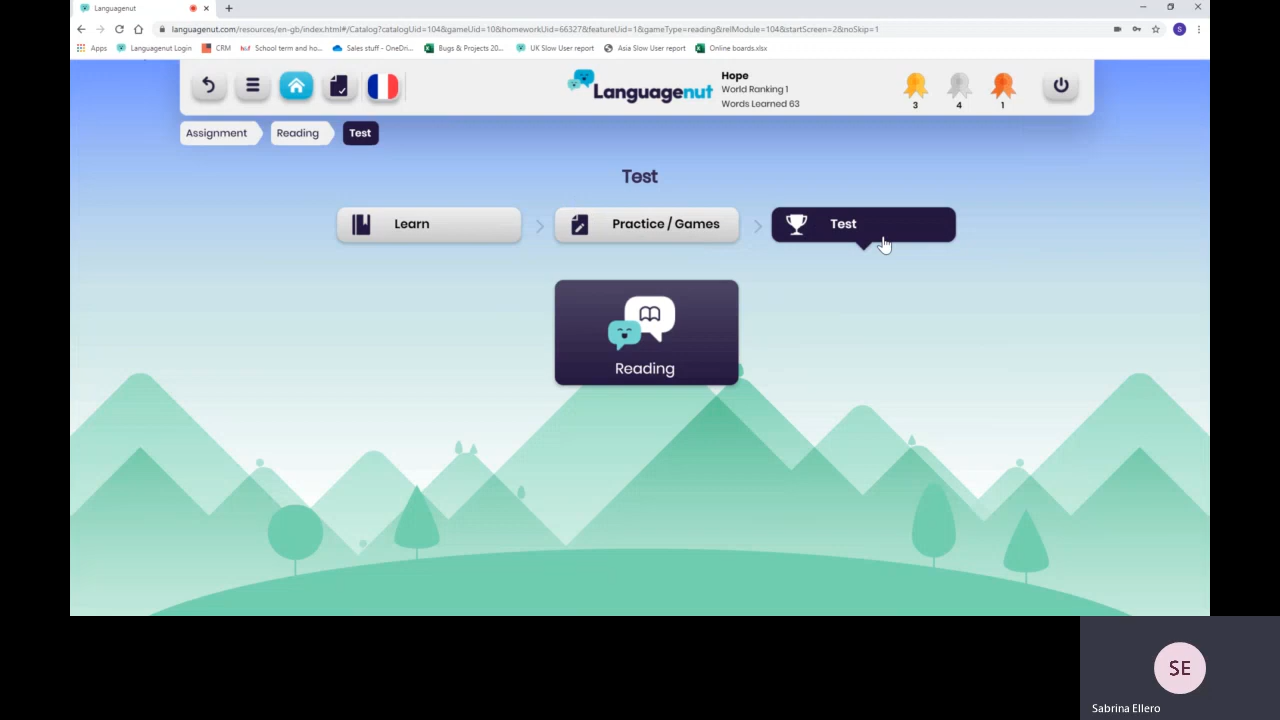 Languagenut
languagenut.com/resources/en-gb/index.html#/Catalog?catalogUid=104&gameUid=10&homeworkUid=66327&featureUid=1&gameType=reading&relModule=104&startScreen=2&noSkip=1
S
Apps Languagenut Login CRM hu! School term and ho... Sales stuff - OneDri... Bugs & Projects 20... UK Slow User report Asia Slow User report Online boards.xlsx
Languagenut
Hope
World Ranking 1
Words Learned 63
3 4 1
Assignment Reading Test
Test
Learn Practice / Games Test
Reading
SE
Sabrina Ellero